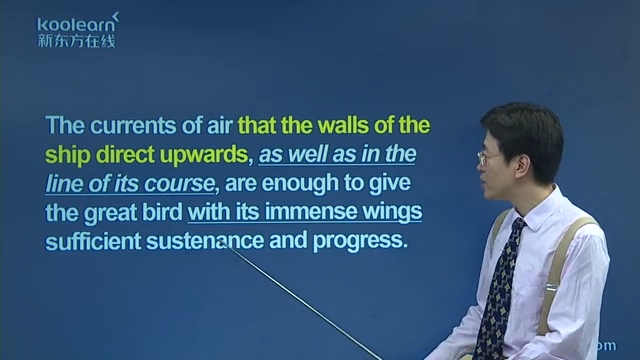 koolearn
新东方在线
The currents of air that the walls of the
ship direct upwards, as well as in the
line of its course, are enough to give
the great bird with its immense wings
sufficient sustenance and progress.
om